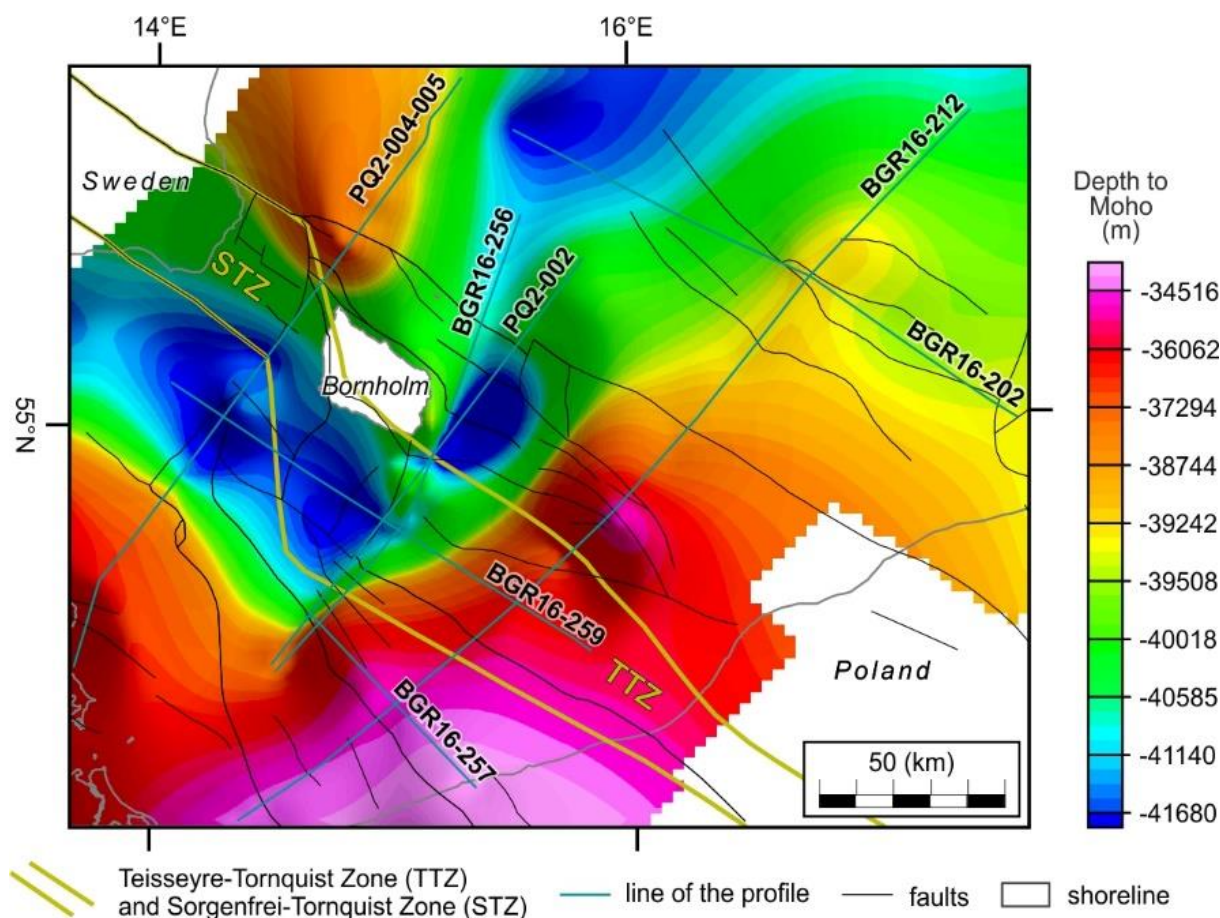 14°E
16°E
PQ2-004-005
BGR16-212
Sweden
BGR16-256
STZ
PQ2-002
Bornholm
BGR16-202
55°N
BGR16-259
TTZ
Poland
BGR16-257
50 (km)
14°E
16°E
Depth to
Moho
(m)
-34516
-36062
-37294
-38744
-39242
-39508
-40018
-40585
-41140
-41680
Teisseyre-Tornquist Zone (TTZ)
and Sorgenfrei-Tornquist Zone (STZ)
line of the profile
faults
shoreline